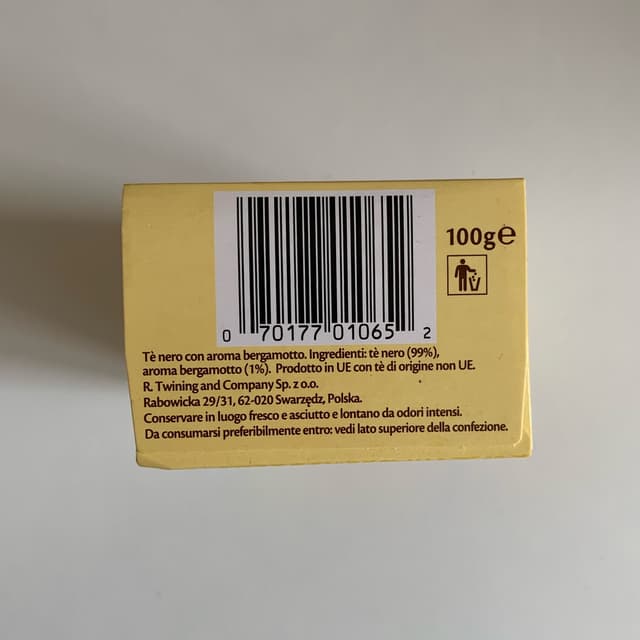 100g℮
0 70177 01065 2
Tè nero con aroma bergamotto. Ingredienti: tè nero (99%),
aroma bergamotto (1%). Prodotto in UE con tè di origine non UE.
R. Twining and Company Sp. z o.o.
Rabowicka 29/31, 62-020 Swarzędz, Polska.
Conservare in luogo fresco e asciutto e lontano da odori intensi.
Da consumarsi preferibilmente entro: vedi lato superiore della confezione.